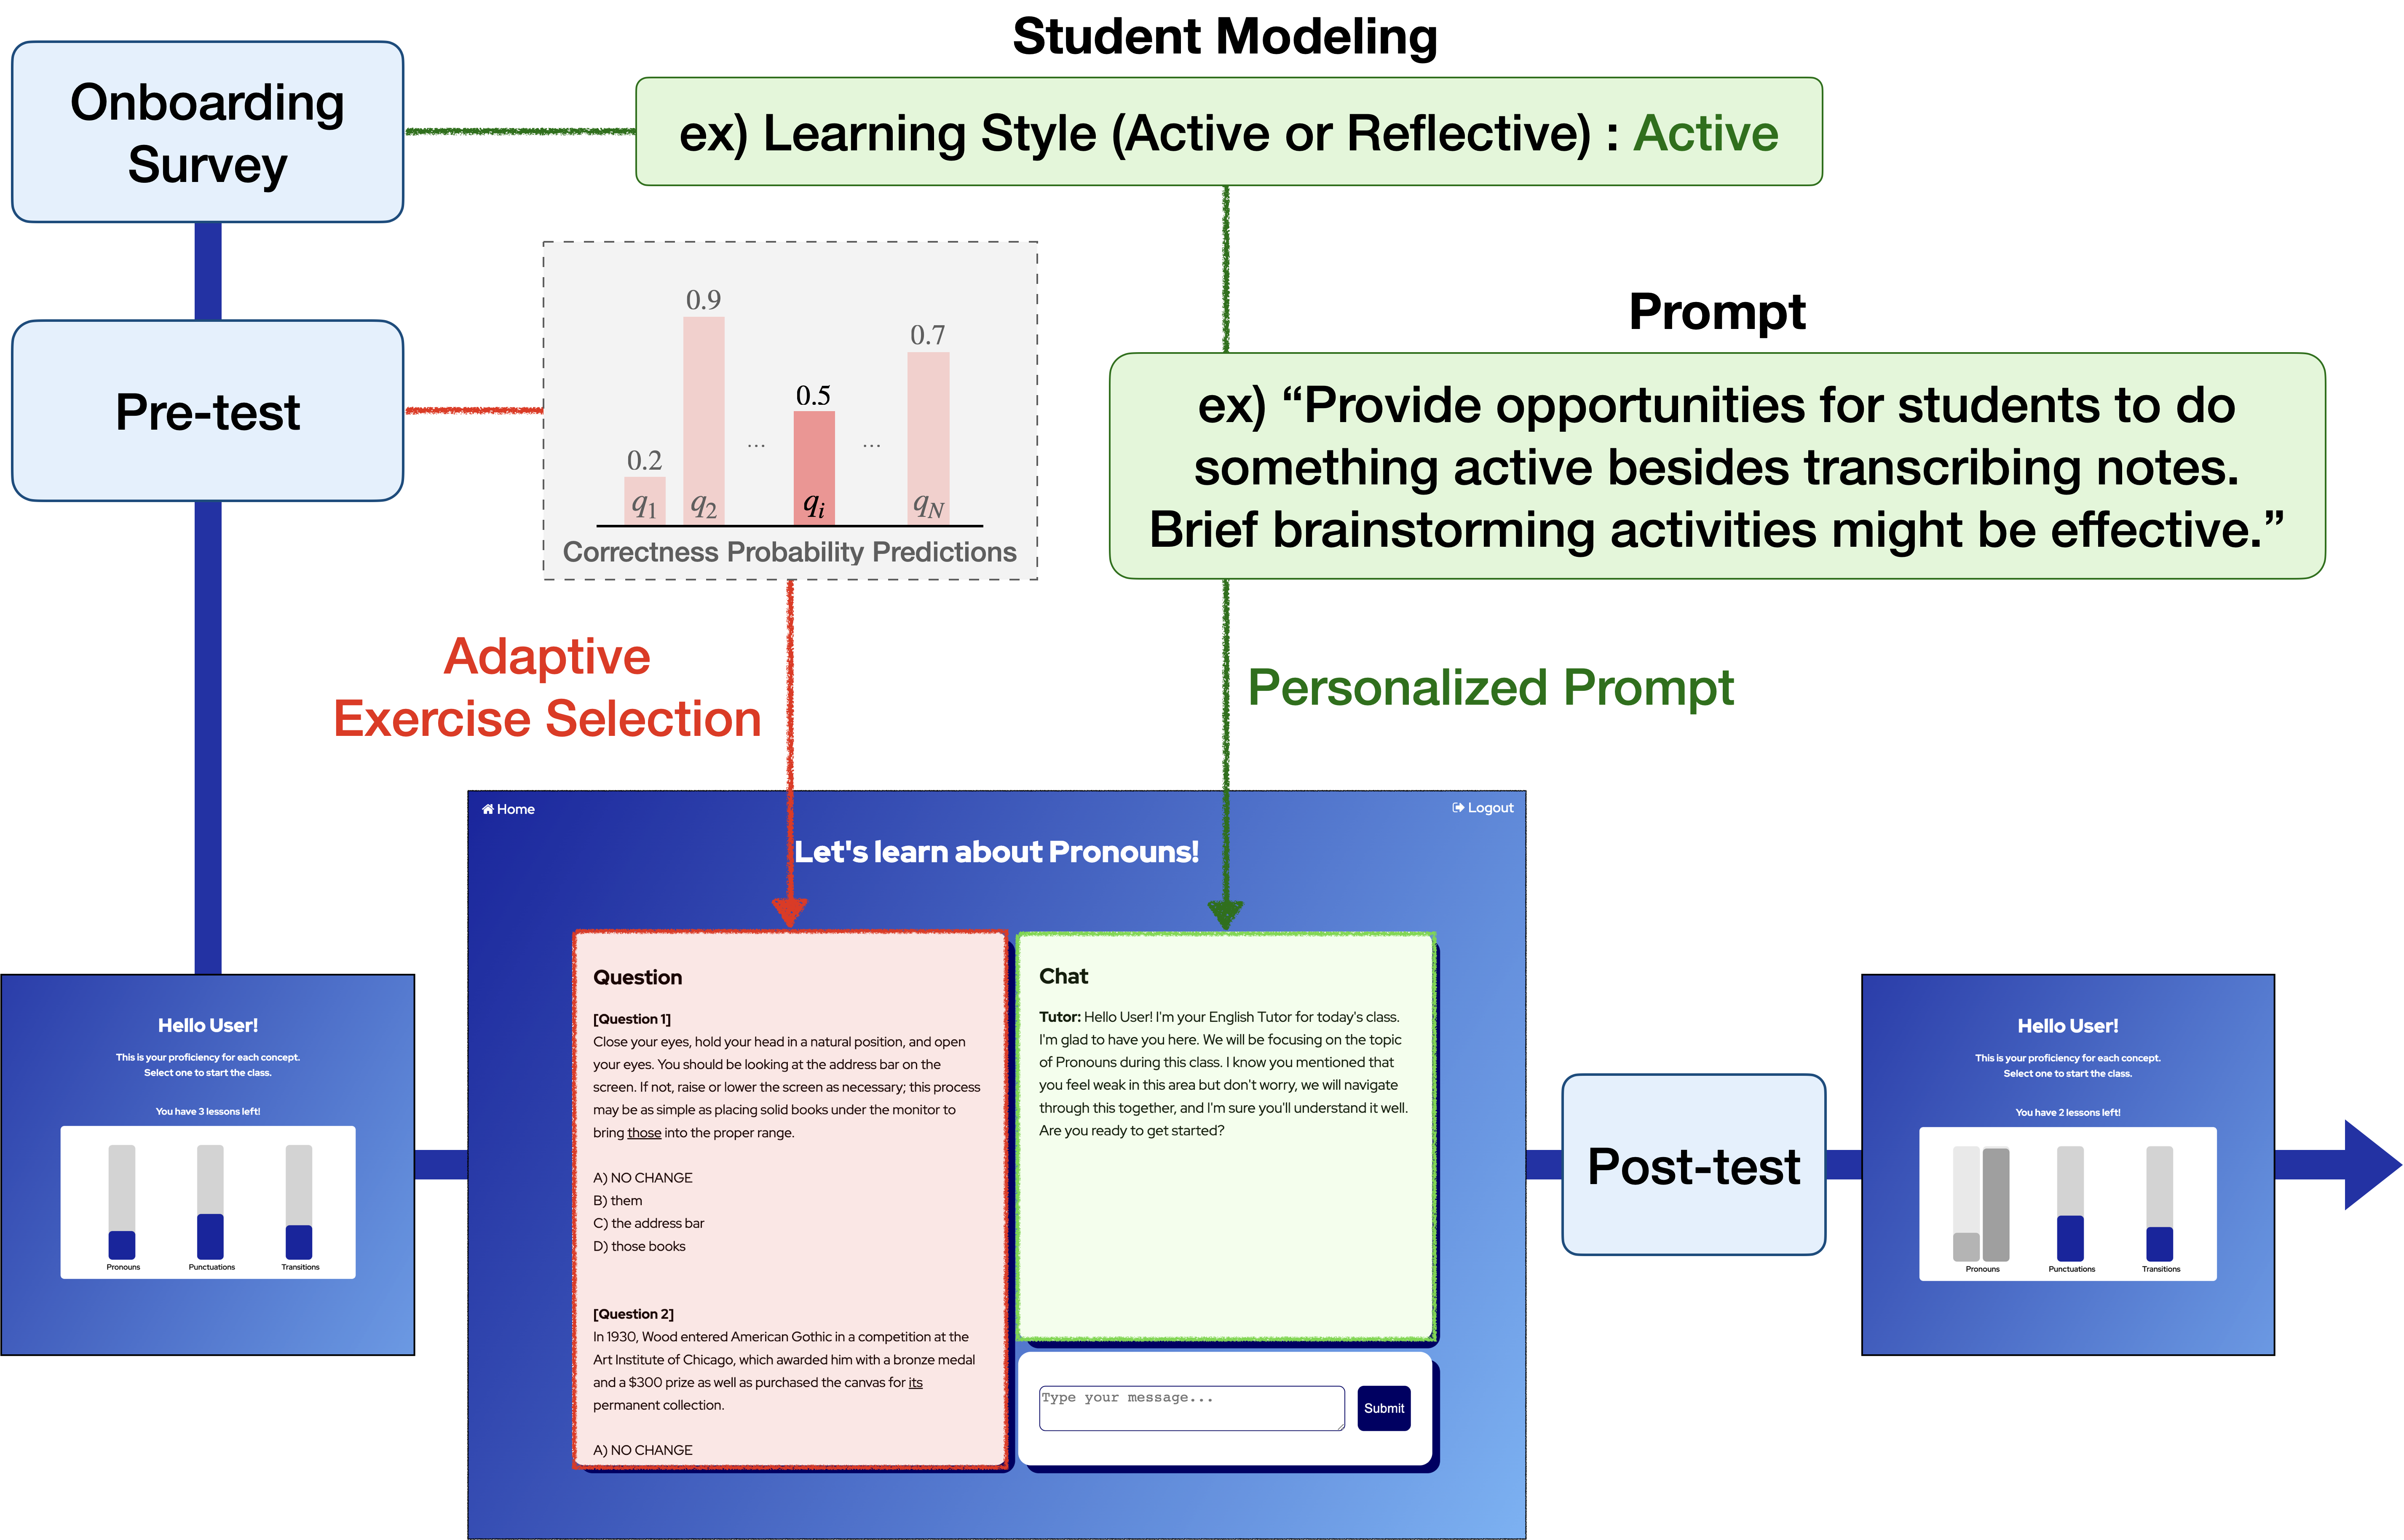 Student Modeling
Onboarding
Survey
ex) Learning Style (Active or Reflective) : Active
Pre-test
0.2
0.9
0.5
0.7
...
...
q1
q2
qi
qN
Correctness Probability Predictions
Prompt
ex) “Provide opportunities for students to do
something active besides transcribing notes.
Brief brainstorming activities might be effective.”
Adaptive
Exercise Selection
Personalized Prompt
Hello User!
This is your proficiency for each concept.
Select one to start the class.
You have 3 lessons left!
Pronouns
Punctuations
Transitions
Home
Logout
Let's learn about Pronouns!
Question
[Question 1]
Close your eyes, hold your head in a natural position, and open
your eyes. You should be looking at the address bar on the
screen. If not, raise or lower the screen as necessary; this process
may be as simple as placing solid books under the monitor to
bring those into the proper range.
A) NO CHANGE
B) them
C) the address bar
D) those books
[Question 2]
In 1930, Wood entered American Gothic in a competition at the
Art Institute of Chicago, which awarded him with a bronze medal
and a $300 prize as well as purchased the canvas for its
permanent collection.
A) NO CHANGE
Chat
Tutor: Hello User! I'm your English Tutor for today's class.
I'm glad to have you here. We will be focusing on the topic
of Pronouns during this class. I know you mentioned that
you feel weak in this area but don't worry, we will navigate
through this together, and I'm sure you'll understand it well.
Are you ready to get started?
Type your message...
Submit
Post-test
Hello User!
This is your proficiency for each concept.
Select one to start the class.
You have 2 lessons left!
Pronouns
Punctuations
Transitions